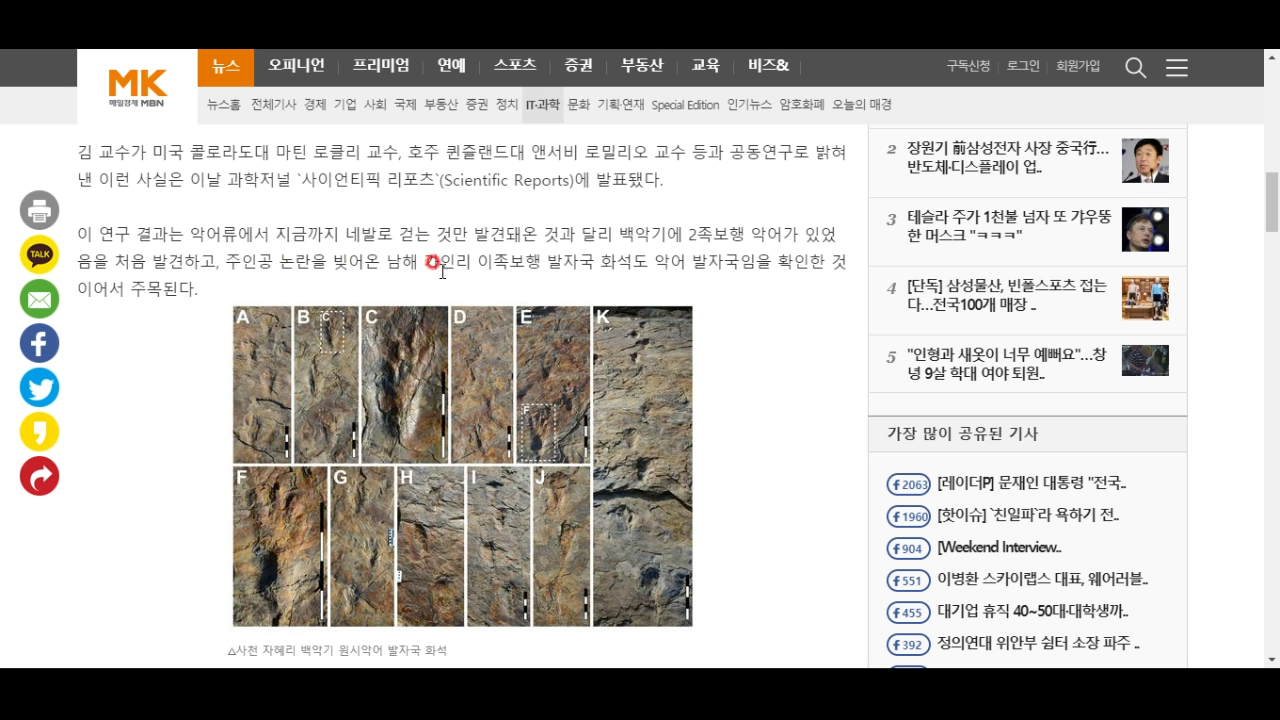 뉴스 오피니언 프리미엄 연예 스포츠 증권 부동산 교육 비즈&
구독신청 로그인 회원가입
MK
매일경제 MBN
뉴스홈 전체기사 경제 기업 사회 국제 부동산 증권 정치 IT·과학 문화 기획·연재 Special Edition 인기뉴스 암호화폐 오늘의 매경
김 교수가 미국 콜로라도대 마틴 로클리 교수, 호주 퀸즐랜드대 앤서비 로밀리오 교수 등과 공동연구로 밝혀
낸 이런 사실은 이날 과학저널 `사이언티픽 리포츠`(Scientific Reports)에 발표됐다.
이 연구 결과는 악어류에서 지금까지 네발로 걷는 것만 발견돼온 것과 달리 백악기에 2족보행 악어가 있었
음을 처음 발견하고, 주인공 논란을 빚어온 남해 가인리 이족보행 발자국 화석도 악어 발자국임을 확인한 것
이어서 주목된다.
TALK
A B C C D E F K
F G H I J
△사천 자혜리 백악기 원시악어 발자국 화석
2 장원기 前삼성전자 사장 중국行…
반도체·디스플레이 업..
3 테슬라 주가 1천불 넘자 또 갸우뚱
한 머스크 "ㅋㅋㅋ"
4 [단독] 삼성물산, 빈폴스포츠 접는
다…전국100개 매장 ..
5 "인형과 새옷이 너무 예뻐요"…창
녕 9살 학대 여아 퇴원..
가장 많이 공유된 기사
2063 [레이더P] 문재인 대통령 "전국..
1960 [핫이슈] `친일파`라 욕하기 전..
904 [Weekend Interview..
551 이병환 스카이랩스 대표, 웨어러블..
455 대기업 휴직 40~50대·대학생까..
392 정의연대 위안부 쉼터 소장 파주 ..